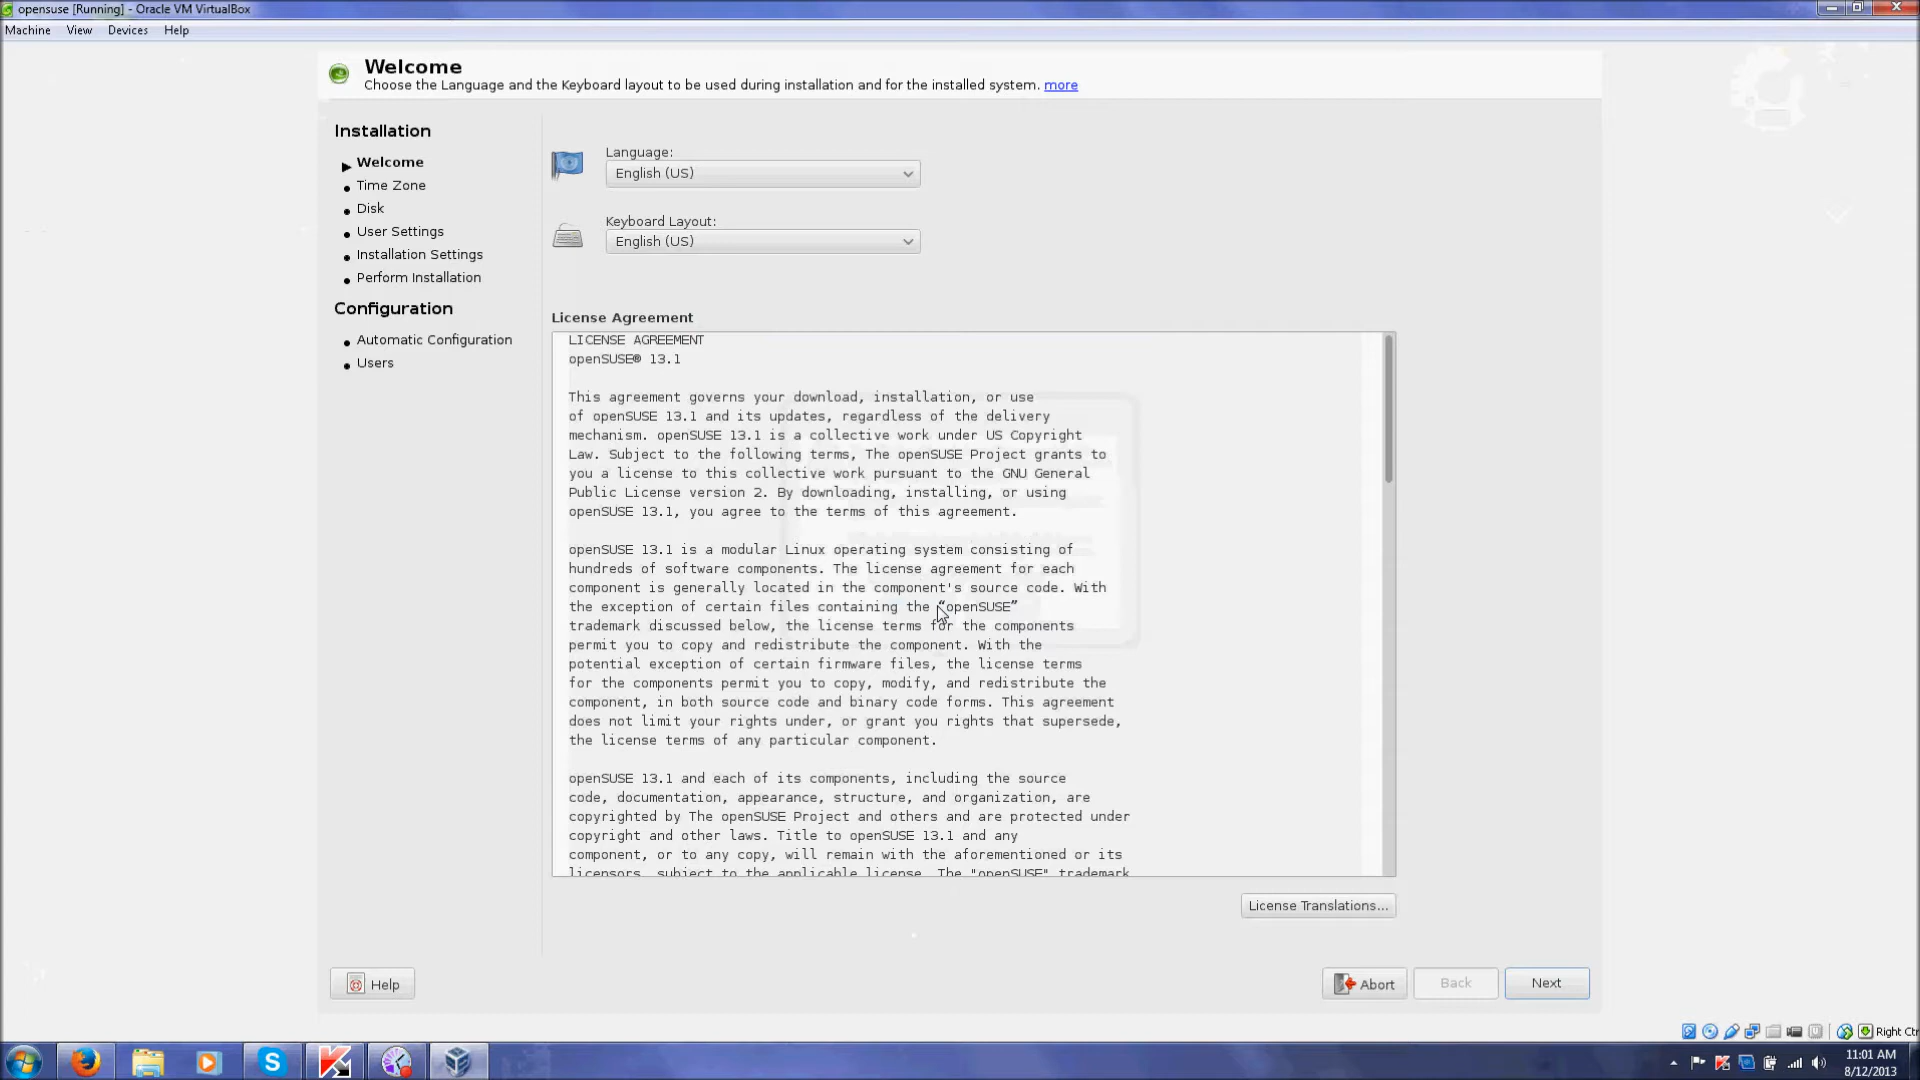 opensuse [Running] - Oracle VM VirtualBox
Machine View Devices Help
Welcome
Choose the Language and the Keyboard layout to be used during installation and for the installed system. more
Installation
Welcome
Time Zone
Disk
User Settings
Installation Settings
Perform Installation
Configuration
Automatic Configuration
Users
Language:
English (US)
Keyboard Layout:
English (US)
License Agreement
LICENSE AGREEMENT
openSUSE® 13.1
This agreement governs your download, installation, or use
of openSUSE 13.1 and its updates, regardless of the delivery
mechanism. openSUSE 13.1 is a collective work under US Copyright
Law. Subject to the following terms, The openSUSE Project grants to
you a license to this collective work pursuant to the GNU General
Public License version 2. By downloading, installing, or using
openSUSE 13.1, you agree to the terms of this agreement.
openSUSE 13.1 is a modular Linux operating system consisting of
hundreds of software components. The license agreement for each
component is generally located in the component's source code. With
the exception of certain files containing the “openSUSE”
trademark discussed below, the license terms for the components
permit you to copy and redistribute the component. With the
potential exception of certain firmware files, the license terms
for the components permit you to copy, modify, and redistribute the
component, in both source code and binary code forms. This agreement
does not limit your rights under, or grant you rights that supersede,
the license terms of any particular component.
openSUSE 13.1 and each of its components, including the source
code, documentation, appearance, structure, and organization, are
copyrighted by The openSUSE Project and others and are protected under
copyright and other laws. Title to openSUSE 13.1 and any
component, or to any copy, will remain with the aforementioned or its
licensors, subject to the applicable license. The "openSUSE" trademark
License Translations...
Help
Abort
Back
Next
Right Ctr
11:01 AM
8/12/2013